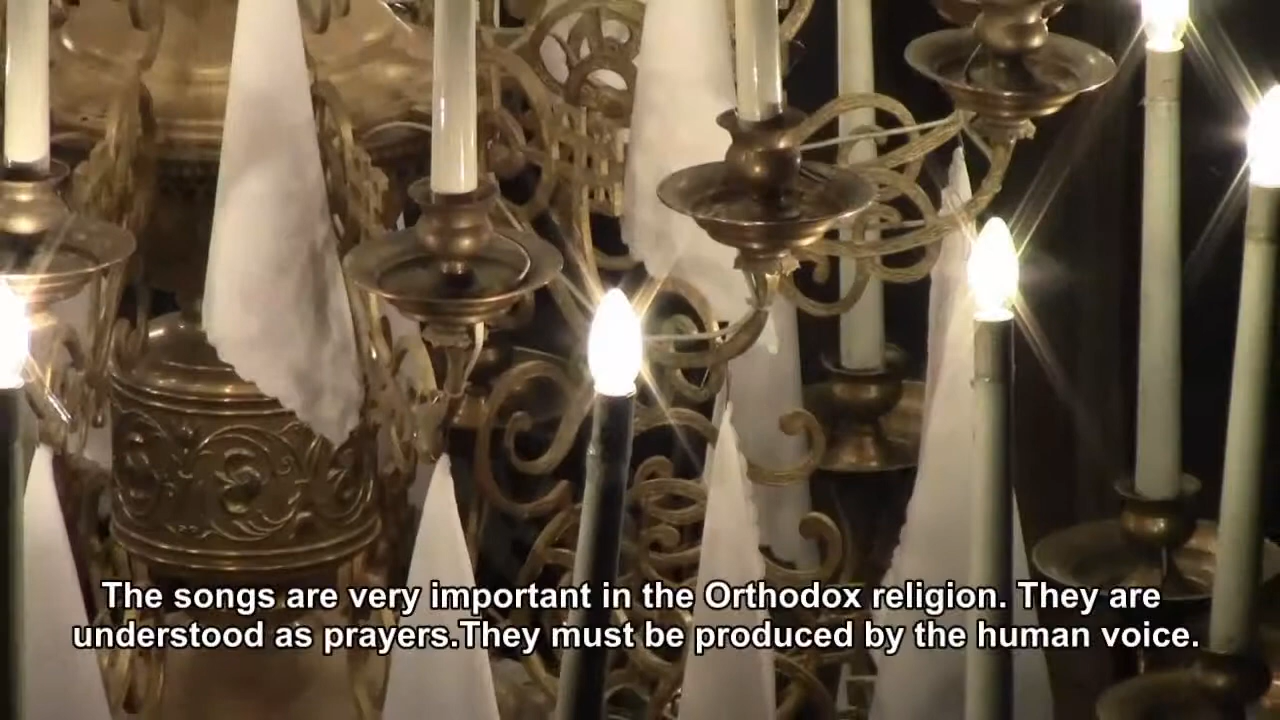 The songs are very important in the Orthodox religion. They are
understood as prayers.They must be produced by the human voice.